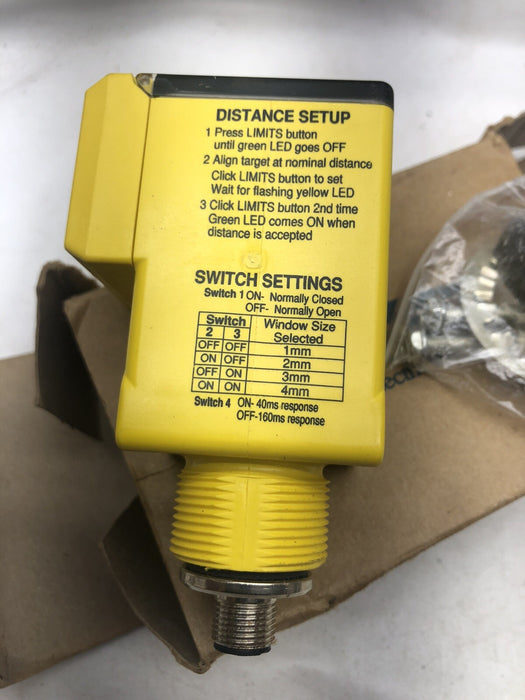 DISTANCE SETUP
1 Press LIMITS button
until green LED goes OFF
2 Align target at nominal distance
Click LIMITS button to set
Wait for flashing yellow LED
3 Click LIMITS button 2nd time
Green LED comes ON when
distance is accepted
SWITCH SETTINGS
Switch 1 ON- Normally Closed
OFF- Normally Open
Switch Window Size
2 3 Selected
OFF OFF 1mm
ON OFF 2mm
OFF ON 3mm
ON ON 4mm
Switch 4 ON- 40ms response
OFF-160ms response